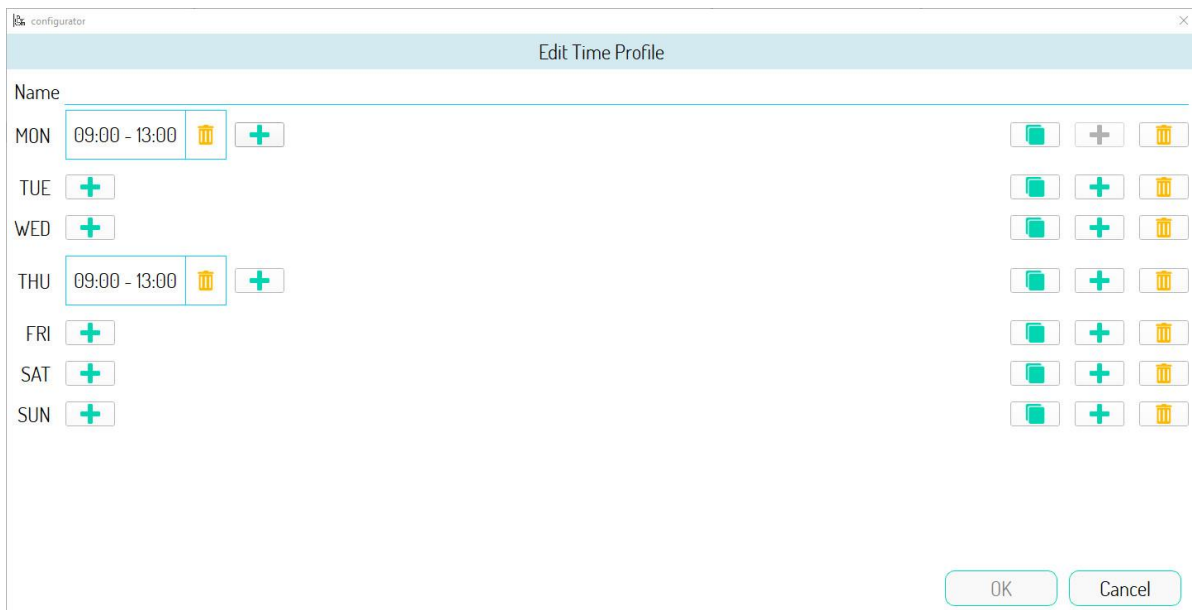 configurator
Edit Time Profile
Name
MON 09:00 - 13:00
TUE
WED
THU 09:00 - 13:00
FRI
SAT
SUN
OK Cancel